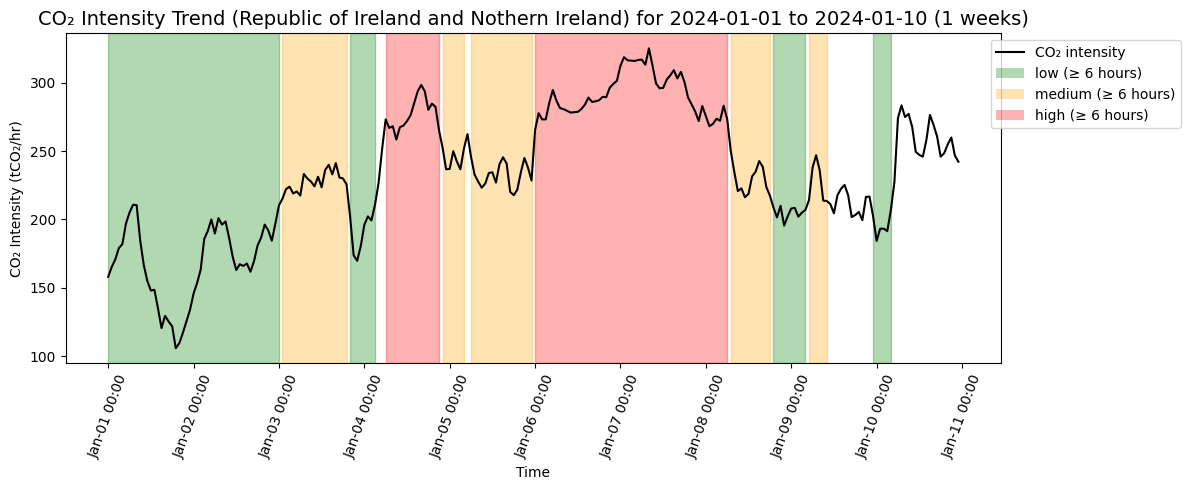 CO₂ Intensity Trend (Republic of Ireland and Nothern Ireland) for 2024-01-01 to 2024-01-10 (1 weeks)
CO₂ intensity
low (≥ 6 hours)
medium (≥ 6 hours)
high (≥ 6 hours)
CO₂ Intensity (tCO₂/hr)
300
250
200
150
100
Jan-01 00:00
Jan-02 00:00
Jan-03 00:00
Jan-04 00:00
Jan-05 00:00
Jan-06 00:00
Jan-07 00:00
Jan-08 00:00
Jan-09 00:00
Jan-10 00:00
Jan-11 00:00
Time